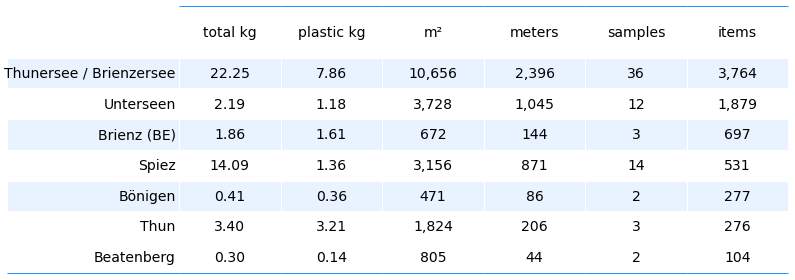 total kg plastic kg m² meters samples items
Thunersee / Brienzersee 22.25 7.86 10,656 2,396 36 3,764
Unterseen 2.19 1.18 3,728 1,045 12 1,879
Brienz (BE) 1.86 1.61 672 144 3 697
Spiez 14.09 1.36 3,156 871 14 531
Bönigen 0.41 0.36 471 86 2 277
Thun 3.40 3.21 1,824 206 3 276
Beatenberg 0.30 0.14 805 44 2 104